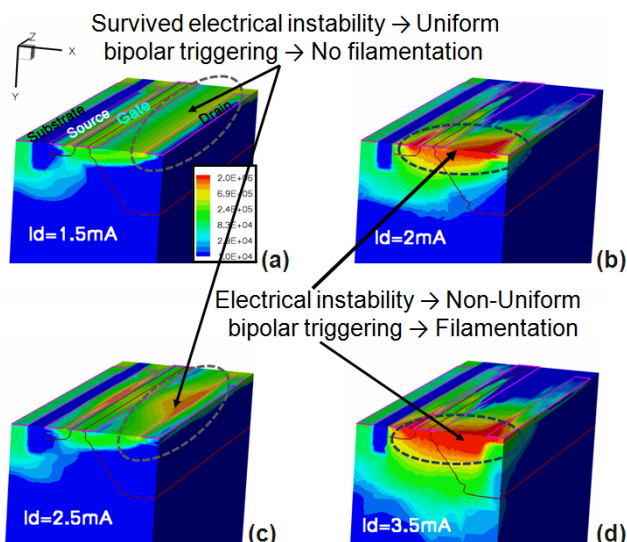 Survived electrical instability → Uniform
bipolar triggering → No filamentation
Z
X
Y
Substrate
Source
Gate
Drain
2.0E+06
6.9E+05
2.4E+05
8.3E+04
2.9E+04
1.0E+04
Id=1.5mA
(a)
Id=2mA
(b)
Electrical instability → Non-Uniform
bipolar triggering → Filamentation
Id=2.5mA
(c)
Id=3.5mA
(d)